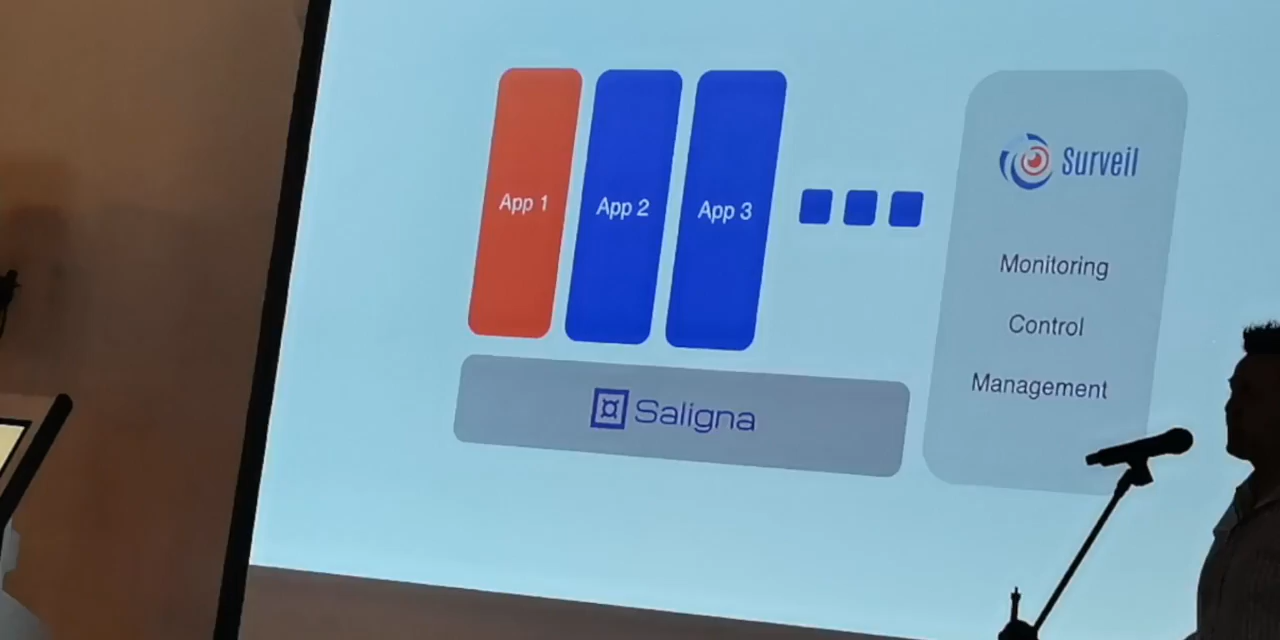 App 1
App 2
App 3
Surveil
Monitoring
Control
Management
Saligna